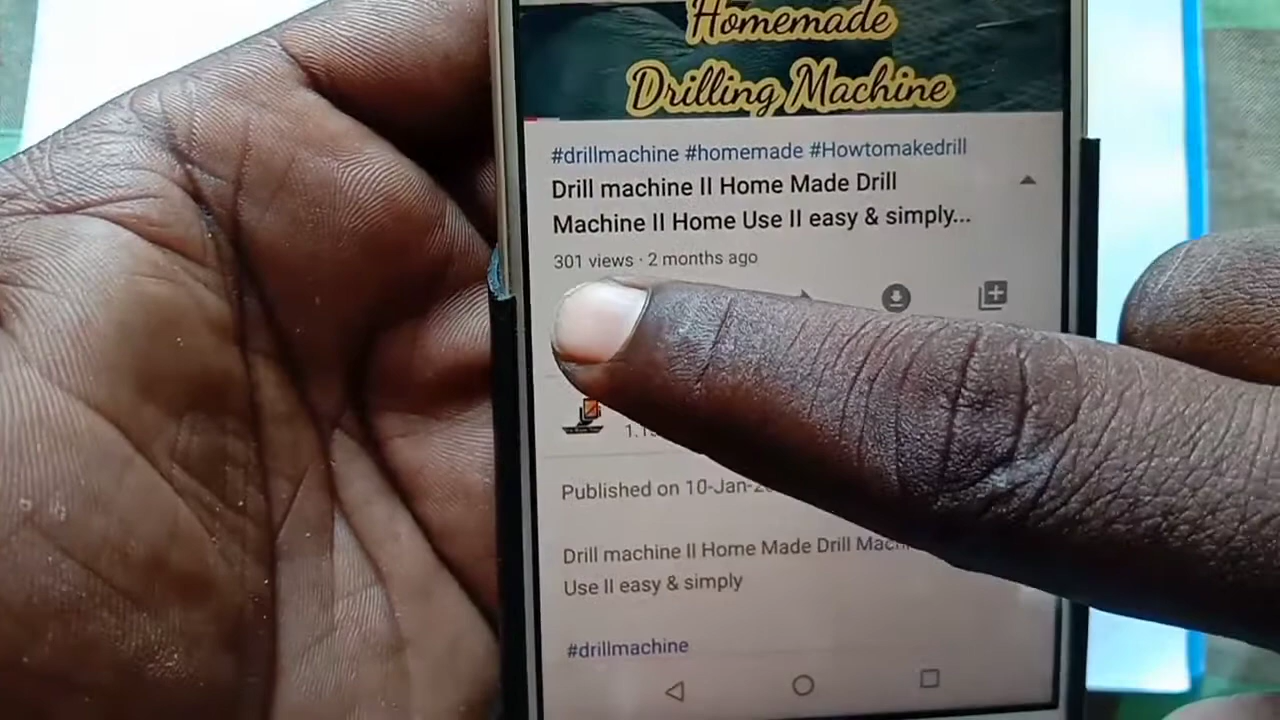 Homemade
Drilling Machine
#drillmachine #homemade #Howtomakedrill
Drill machine II Home Made Drill
Machine II Home Use II easy & simply...
301 views · 2 months ago
Published on 10-Jan-
Drill machine II Home Made Drill
Use II easy & simply
#drillmachine